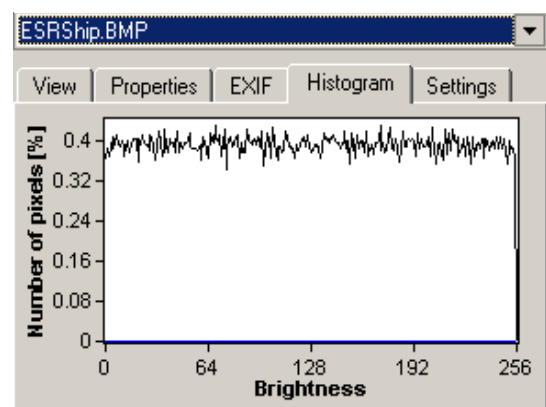 ESRShip.BMP
View Properties EXIF Histogram Settings
Number of pixels [%]
0.4
0.32
0.24
0.16
0.08
0
0 64 128 192 256
Brightness